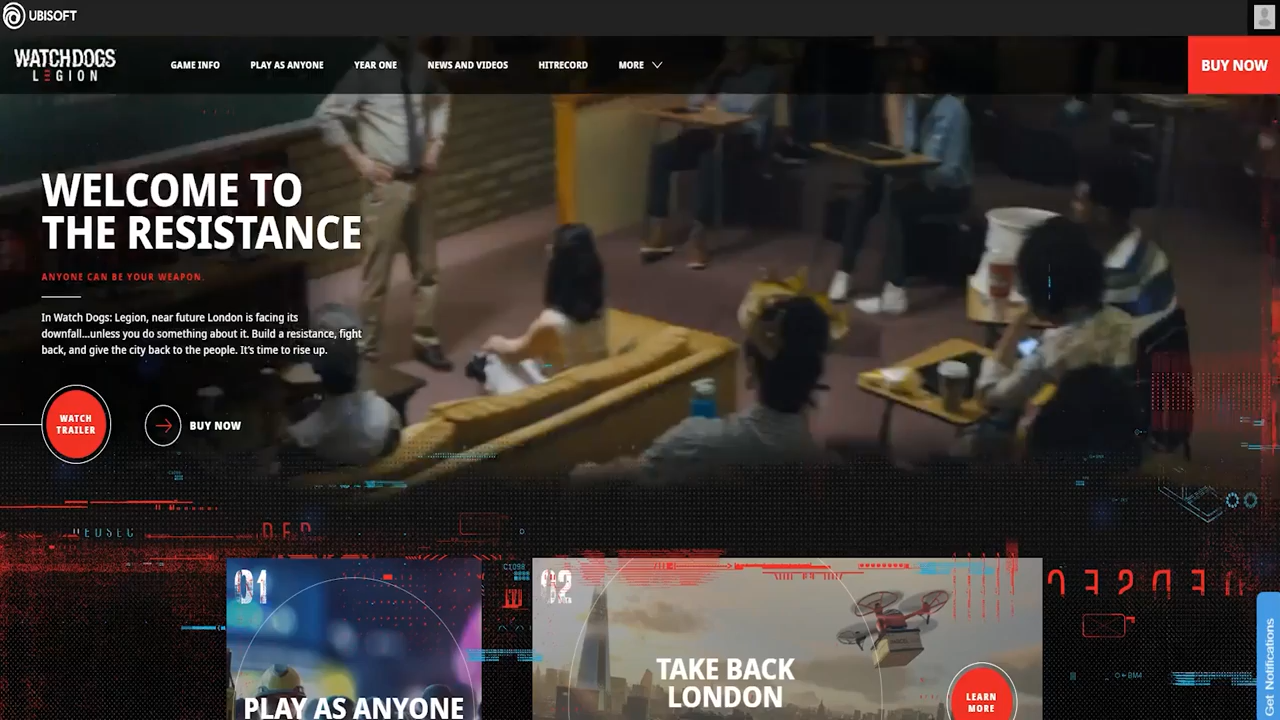 UBISOFT
WATCH DOGS
LEGION
GAME INFO
PLAY AS ANYONE
YEAR ONE
NEWS AND VIDEOS
HITRECORD
MORE
BUY NOW
WELCOME TO
THE RESISTANCE
ANYONE CAN BE YOUR WEAPON.
In Watch Dogs: Legion, near future London is facing its
downfall...unless you do something about it. Build a resistance, fight
back, and give the city back to the people. It's time to rise up.
WATCH
TRAILER
BUY NOW
01
PLAY AS ANYONE
02
TAKE BACK
LONDON
LEARN
MORE
Get Notifications